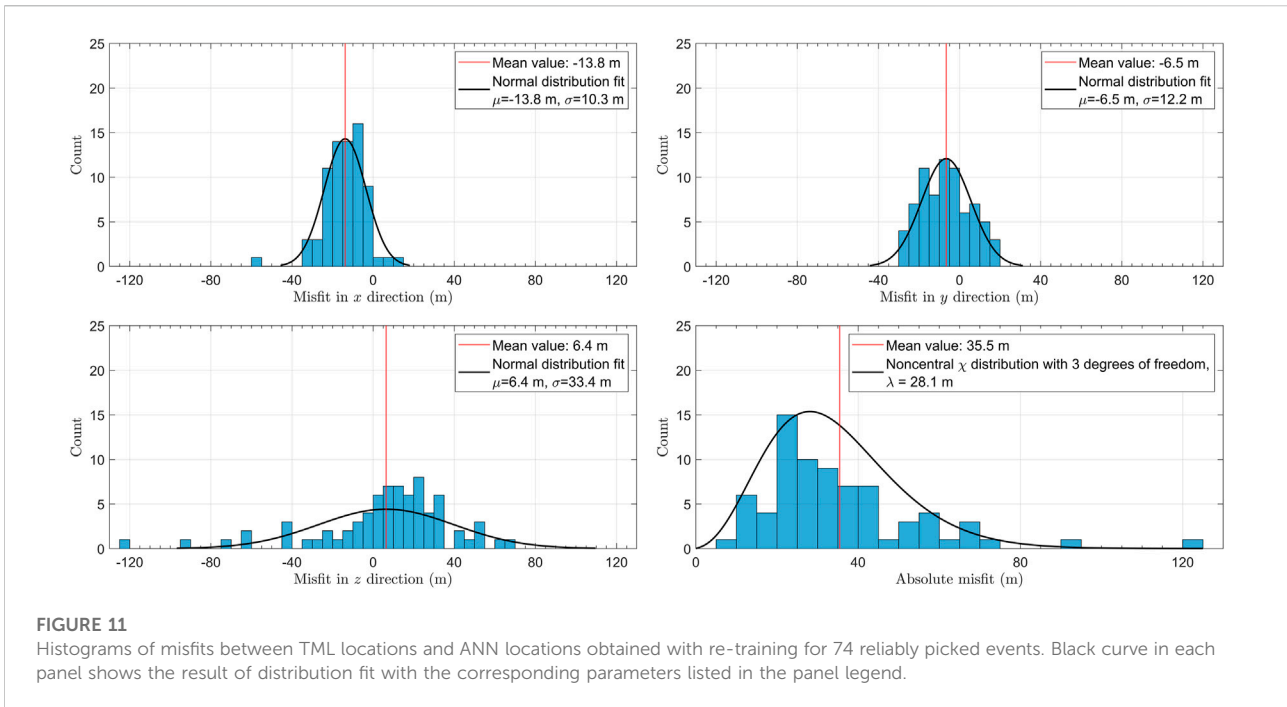 25
20
15
10
5
0
Count
-120 -80 -40 0 40 80 120
Misfit in x direction (m)
Mean value: -13.8 m
Normal distribution fit
μ=-13.8 m, σ=10.3 m
25
20
15
10
5
0
Count
-120 -80 -40 0 40 80 120
Misfit in y direction (m)
Mean value: -6.5 m
Normal distribution fit
μ=-6.5 m, σ=12.2 m
25
20
15
10
5
0
Count
-120 -80 -40 0 40 80 120
Misfit in z direction (m)
Mean value: 6.4 m
Normal distribution fit
μ=6.4 m, σ=33.4 m
25
20
15
10
5
0
Count
0 40 80 120
Absolute misfit (m)
Mean value: 35.5 m
Noncentral χ distribution with 3 degrees of freedom,
λ = 28.1 m
FIGURE 11
Histograms of misfits between TML locations and ANN locations obtained with re-training for 74 reliably picked events. Black curve in each
panel shows the result of distribution fit with the corresponding parameters listed in the panel legend.